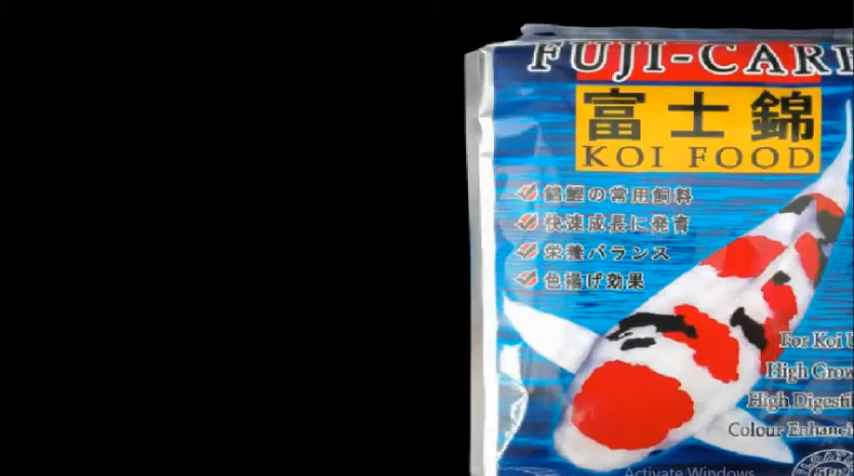 FUJI-CARE
富士錦
KOI FOOD
錦鯉の常用飼料
快速成長に発育
栄養バランス
色揚げ効果
For Koi
High Grow
High Digesti
Colour Enhanci
Activate Windows